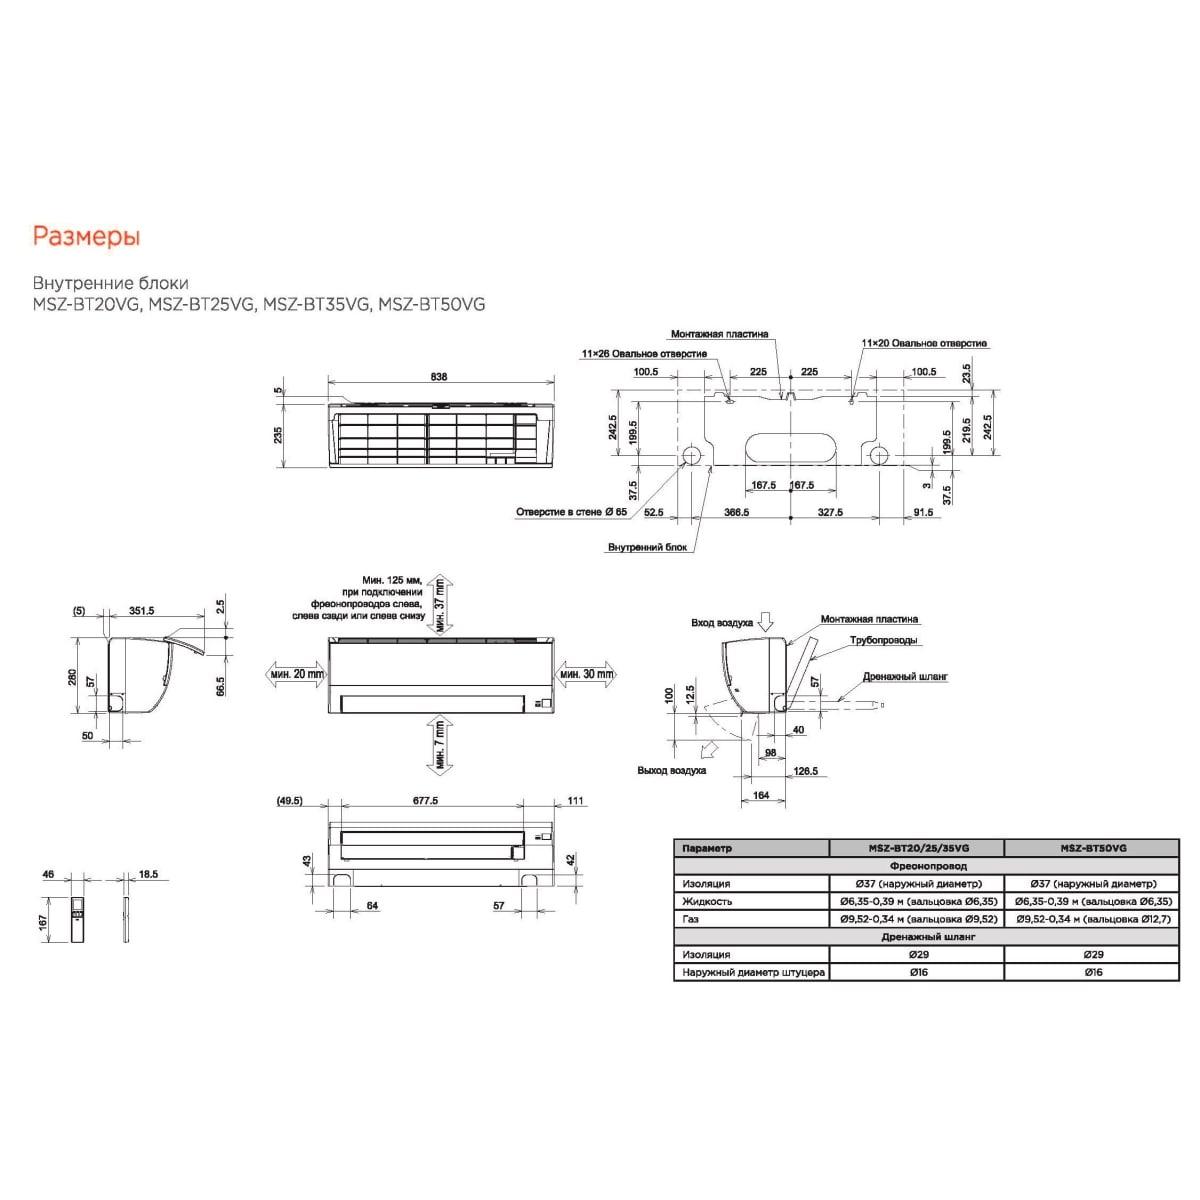 Размеры
Внутренние блоки
MSZ-BT20VG, MSZ-BT25VG, MSZ-BT35VG, MSZ-BT50VG
838
5
235
Монтажная пластина
11×26 Овальное отверстие
11×20 Овальное отверстие
100.5
225
225
100.5
23.5
242.5
199.5
199.5
219.5
242.5
37.5
167.5
167.5
3
37.5
Отверстие в стене Ø 65
52.5
366.5
327.5
91.5
Внутренний блок
(5)
351.5
2.5
280
57
66.5
50
Мин. 125 мм,
при подключении
фреонопроводов слева,
слева сзади или слева снизу
мин. 37 mm
мин. 20 mm
мин. 30 mm
мин. 7 mm
Вход воздуха
Монтажная пластина
Трубопроводы
Дренажный шланг
100
12.5
57
40
98
Выход воздуха
126.5
164
(49.5)
677.5
111
43
42
64
57
46
18.5
167
Параметр MSZ-BT20/25/35VG MSZ-BT50VG
Фреонопровод
Изоляция Ø37 (наружный диаметр) Ø37 (наружный диаметр)
Жидкость Ø6,35-0,39 м (вальцовка Ø6,35) Ø6,35-0,39 м (вальцовка Ø6,35)
Газ Ø9,52-0,34 м (вальцовка Ø9,52) Ø9,52-0,34 м (вальцовка Ø12,7)
Дренажный шланг
Изоляция Ø29 Ø29
Наружный диаметр штуцера Ø16 Ø16